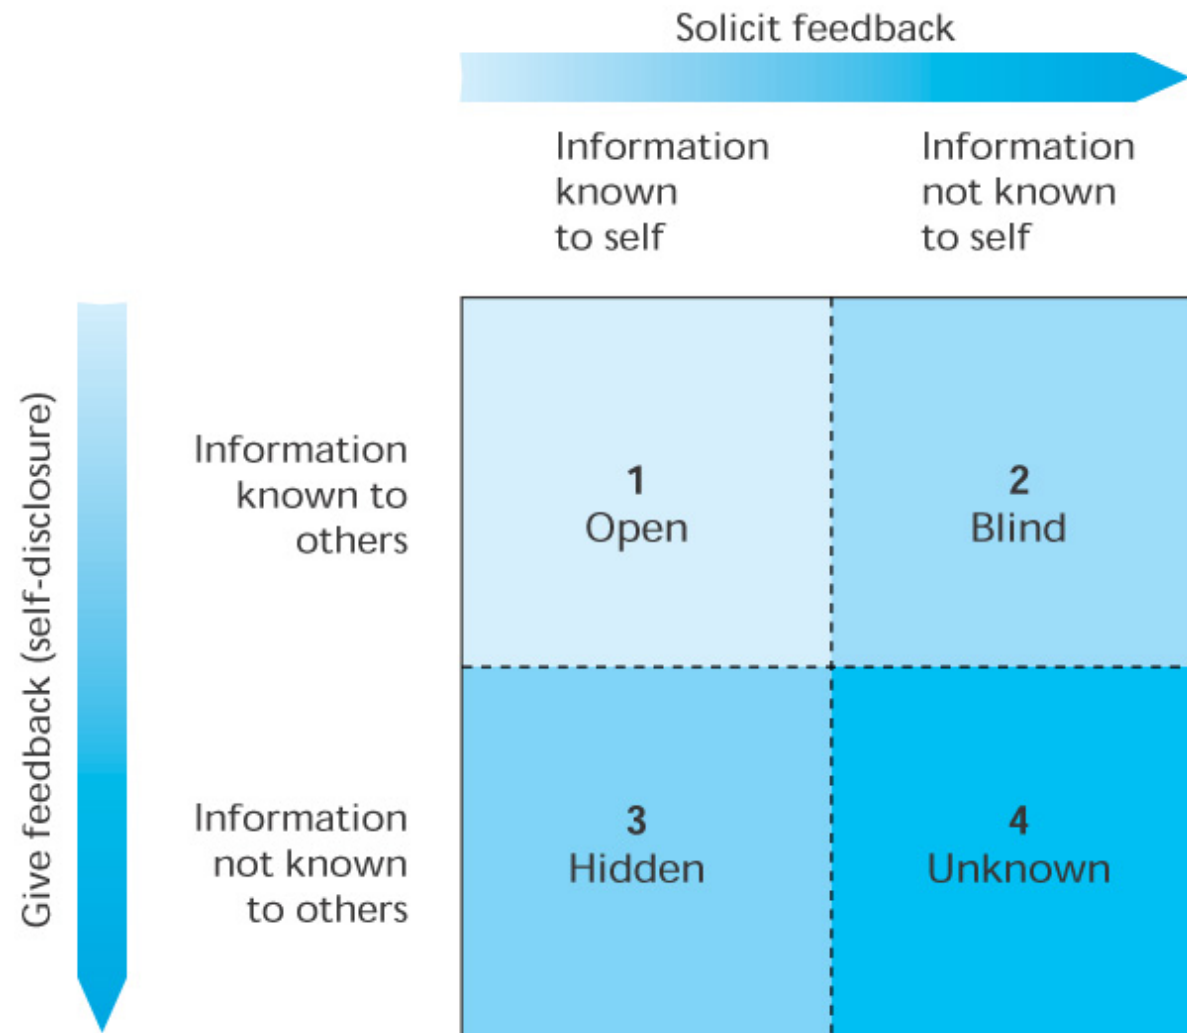 Solicit feedback
Information
known
to self
Information
not known
to self
Give feedback (self-disclosure)
Information
known to
others
1
Open
2
Blind
Information
not known
to others
3
Hidden
4
Unknown